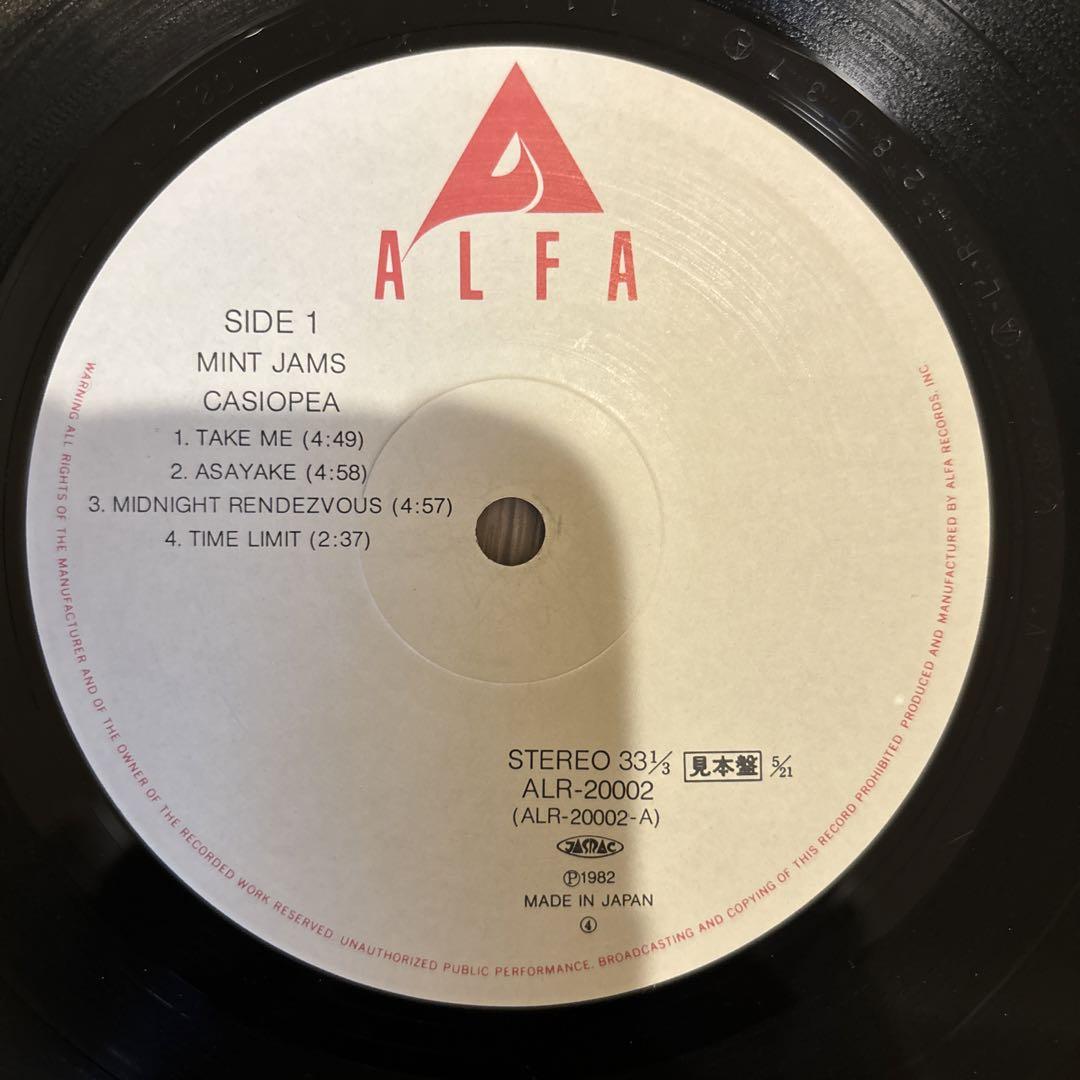 ALFA
SIDE 1
MINT JAMS
CASIOPEA
1. TAKE ME (4:49)
2. ASAYAKE (4:58)
3. MIDNIGHT RENDEZVOUS (4:57)
4. TIME LIMIT (2:37)
STEREO 33⅓ 見本盤 5/21
ALR-20002
(ALR-20002-A)
JASRAC
Ⓟ1982
MADE IN JAPAN
④
WARNING ALL RIGHTS OF THE MANUFACTURER AND OF THE OWNER OF THE RECORDED WORK RESERVED. UNAUTHORIZED PUBLIC PERFORMANCE. BROADCASTING AND COPYING OF THIS RECORD PROHIBITED PRODUCED AND MANUFACTURED BY ALFA RECORDS, INC.